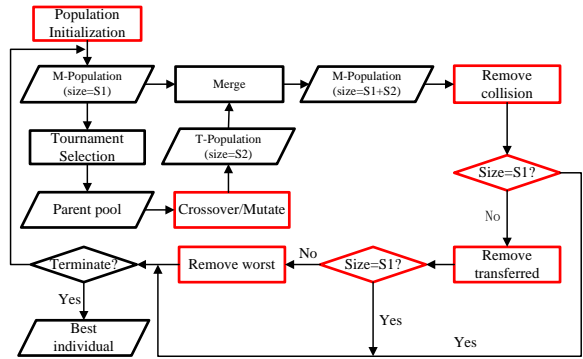 Population
Initialization
M-Population
(size=S1)
Merge
M-Population
(size=S1+S2)
Remove
collision
Tournament
Selection
T-Population
(size=S2)
Size=S1?
Parent pool
Crossover/Mutate
No
Terminate?
Remove worst
No
Size=S1?
Remove
transferred
Yes
Yes
Yes
Best
individual